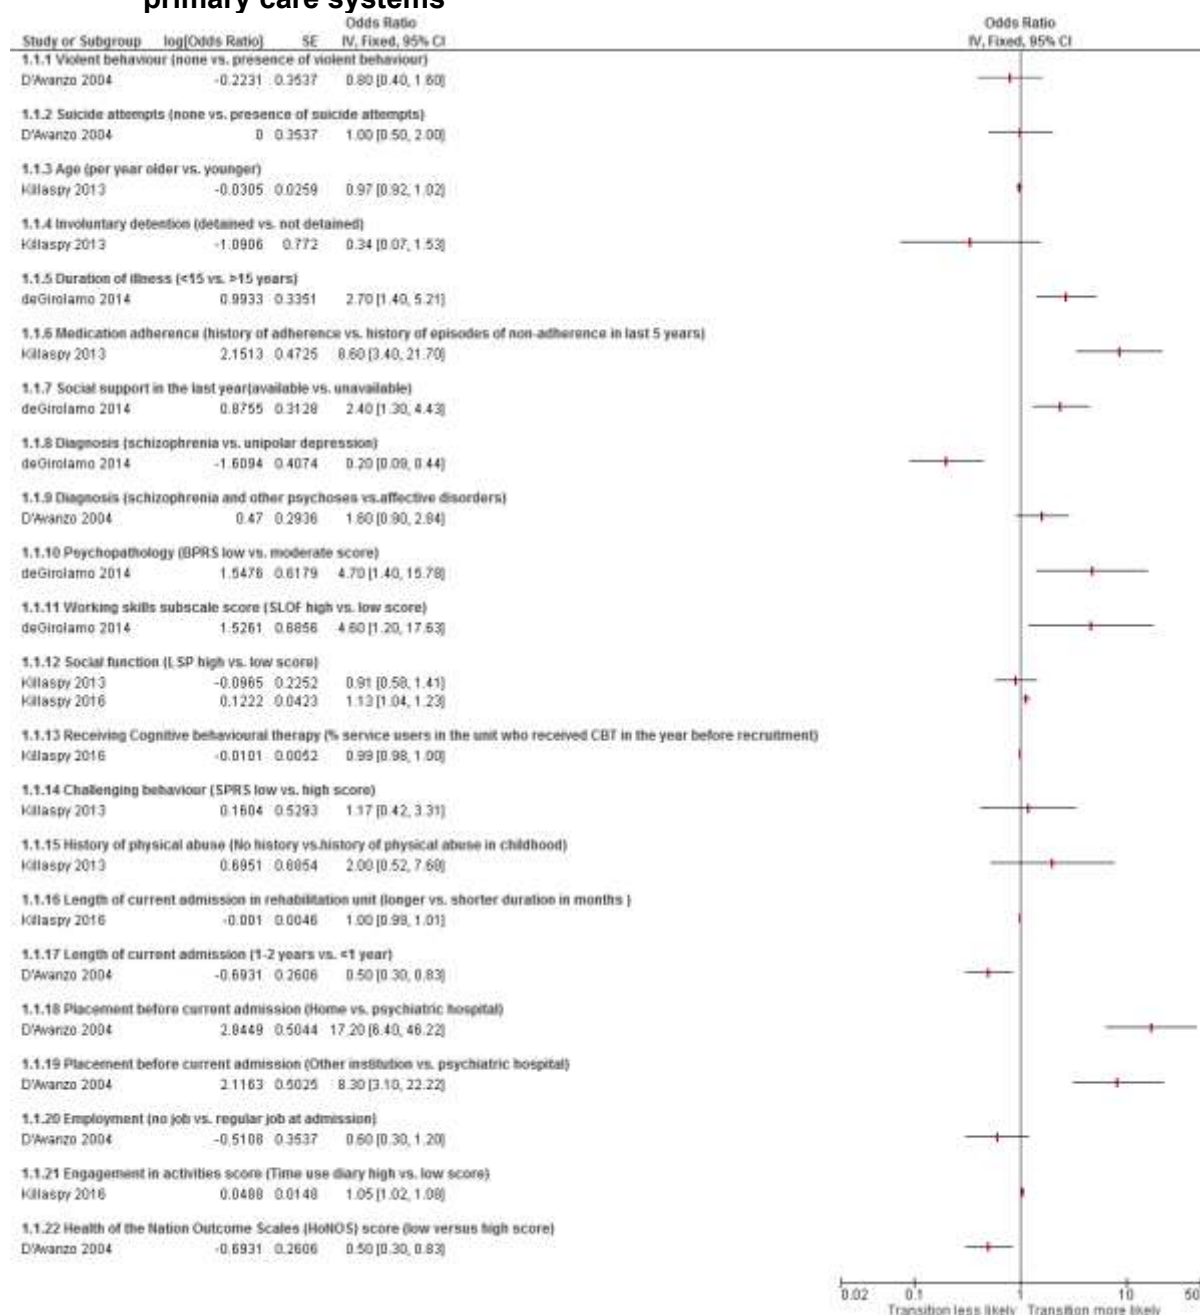 primary care systems
Odds Ratio Odds Ratio
Study or Subgroup log[Odds Ratio] SE IV, Fixed, 95% CI IV, Fixed, 95% CI
1.1.1 Violent behaviour (none vs. presence of violent behaviour)
D'Avanzo 2004 -0.2231 0.3537 0.80 [0.40, 1.60]
1.1.2 Suicide attempts (none vs. presence of suicide attempts)
D'Avanzo 2004 0 0.3537 1.00 [0.50, 2.00]
1.1.3 Age (per year older vs. younger)
Killaspy 2013 -0.0305 0.0259 0.97 [0.92, 1.02]
1.1.4 Involuntary detention (detained vs. not detained)
Killaspy 2013 -1.0906 0.772 0.34 [0.07, 1.53]
1.1.5 Duration of illness (<15 vs. >15 years)
deGirolamo 2014 0.9933 0.3351 2.70 [1.40, 5.21]
1.1.6 Medication adherence (history of adherence vs. history of episodes of non-adherence in last 5 years)
Killaspy 2013 2.1513 0.4725 8.60 [3.40, 21.70]
1.1.7 Social support in the last year(available vs. unavailable)
deGirolamo 2014 0.8755 0.3128 2.40 [1.30, 4.43]
1.1.8 Diagnosis (schizophrenia vs. unipolar depression)
deGirolamo 2014 -1.6094 0.4074 0.20 [0.09, 0.44]
1.1.9 Diagnosis (schizophrenia and other psychoses vs.affective disorders)
D'Avanzo 2004 0.47 0.2936 1.60 [0.90, 2.84]
1.1.10 Psychopathology (BPRS low vs. moderate score)
deGirolamo 2014 1.5476 0.6179 4.70 [1.40, 15.78]
1.1.11 Working skills subscale score (SLOF high vs. low score)
deGirolamo 2014 1.5261 0.6856 4.60 [1.20, 17.63]
1.1.12 Social function (LSP high vs. low score)
Killaspy 2013 -0.0965 0.2252 0.91 [0.58, 1.41]
Killaspy 2016 0.1222 0.0423 1.13 [1.04, 1.23]
1.1.13 Receiving Cognitive behavioural therapy (% service users in the unit who received CBT in the year before recruitment)
Killaspy 2016 -0.0101 0.0052 0.99 [0.98, 1.00]
1.1.14 Challenging behaviour (SPRS low vs. high score)
Killaspy 2013 0.1604 0.5293 1.17 [0.42, 3.31]
1.1.15 History of physical abuse (No history vs.history of physical abuse in childhood)
Killaspy 2013 0.6951 0.6854 2.00 [0.52, 7.68]
1.1.16 Length of current admission in rehabilitation unit (longer vs. shorter duration in months )
Killaspy 2016 -0.001 0.0046 1.00 [0.99, 1.01]
1.1.17 Length of current admission (1-2 years vs. <1 year)
D'Avanzo 2004 -0.6931 0.2606 0.50 [0.30, 0.83]
1.1.18 Placement before current admission (Home vs. psychiatric hospital)
D'Avanzo 2004 2.8449 0.5044 17.20 [6.40, 46.22]
1.1.19 Placement before current admission (Other institution vs. psychiatric hospital)
D'Avanzo 2004 2.1163 0.5025 8.30 [3.10, 22.22]
1.1.20 Employment (no job vs. regular job at admission)
D'Avanzo 2004 -0.5108 0.3537 0.60 [0.30, 1.20]
1.1.21 Engagement in activities score (Time use diary high vs. low score)
Killaspy 2016 0.0488 0.0148 1.05 [1.02, 1.08]
1.1.22 Health of the Nation Outcome Scales (HoNOS) score (low versus high score)
D'Avanzo 2004 -0.6931 0.2606 0.50 [0.30, 0.83]
0.02 0.1 1 10 50
Transition less likely Transition more likely